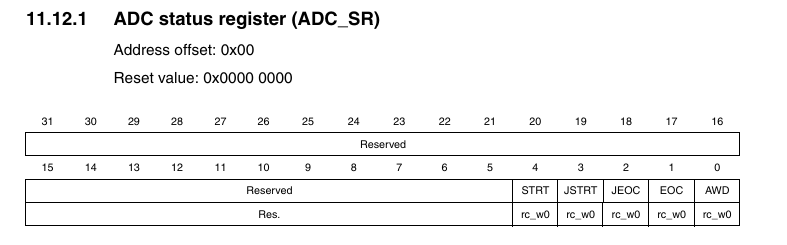 11.12.1 ADC status register (ADC_SR)
Address offset: 0x00
Reset value: 0x0000 0000
31 30 29 28 27 26 25 24 23 22 21 20 19 18 17 16
Reserved
15 14 13 12 11 10 9 8 7 6 5 4 3 2 1 0
Reserved STRT JSTRT JEOC EOC AWD
Res. rc_w0 rc_w0 rc_w0 rc_w0 rc_w0